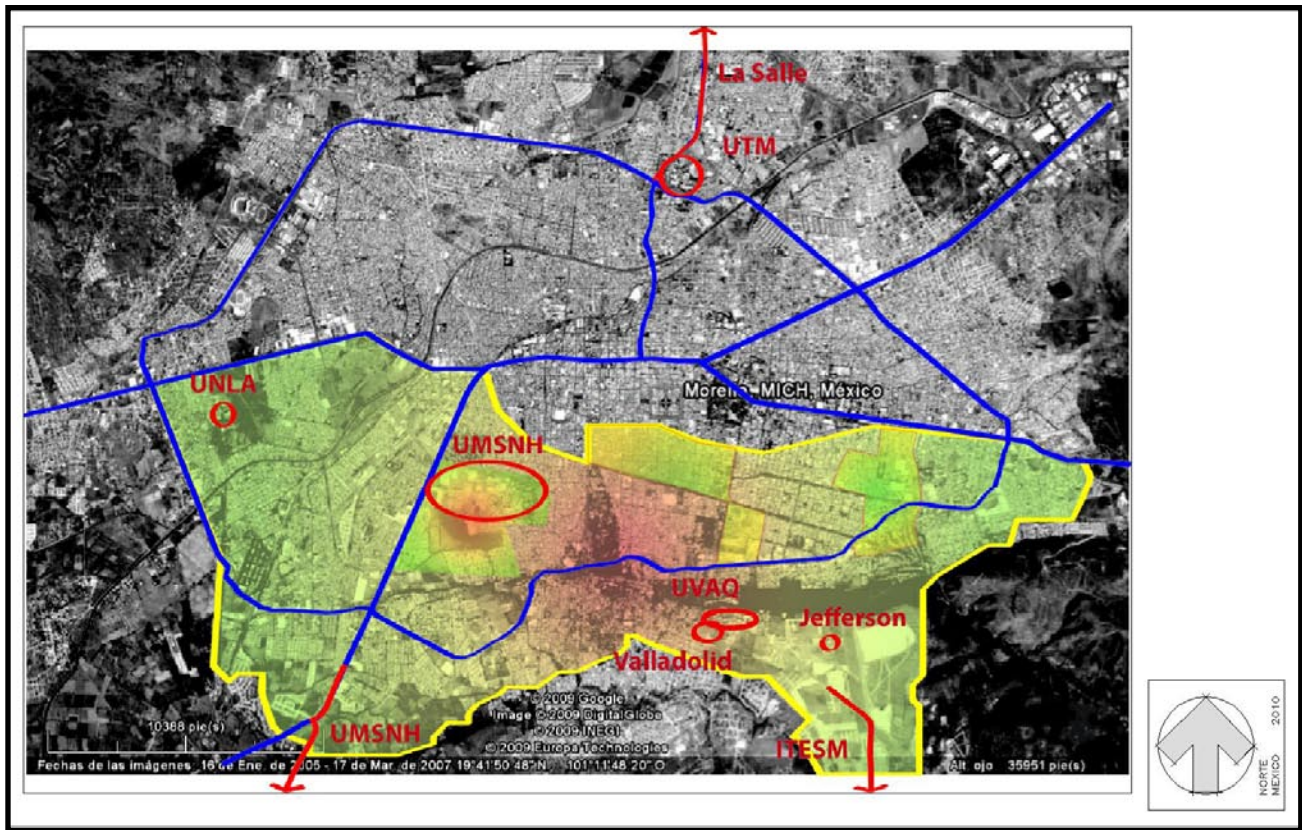 La Salle
UTM
UNLA
Morelia, MICH, México
UMSNH
UVAQ
Jefferson
Valladolid
© 2009 Google
Image © 2009 DigitalGlobe
© 2009 INEGI
© 2009 Europa Technologies
10388 pie(s)
UMSNH
ITESM
Fechas de las imágenes: 16 de Ene. de 2005 - 17 de Mar. de 2007 19°41'50.48" N, 101°11'48.20" O
Alt. ojo 35951 pie(s)
NORTE 2010
MEXICO